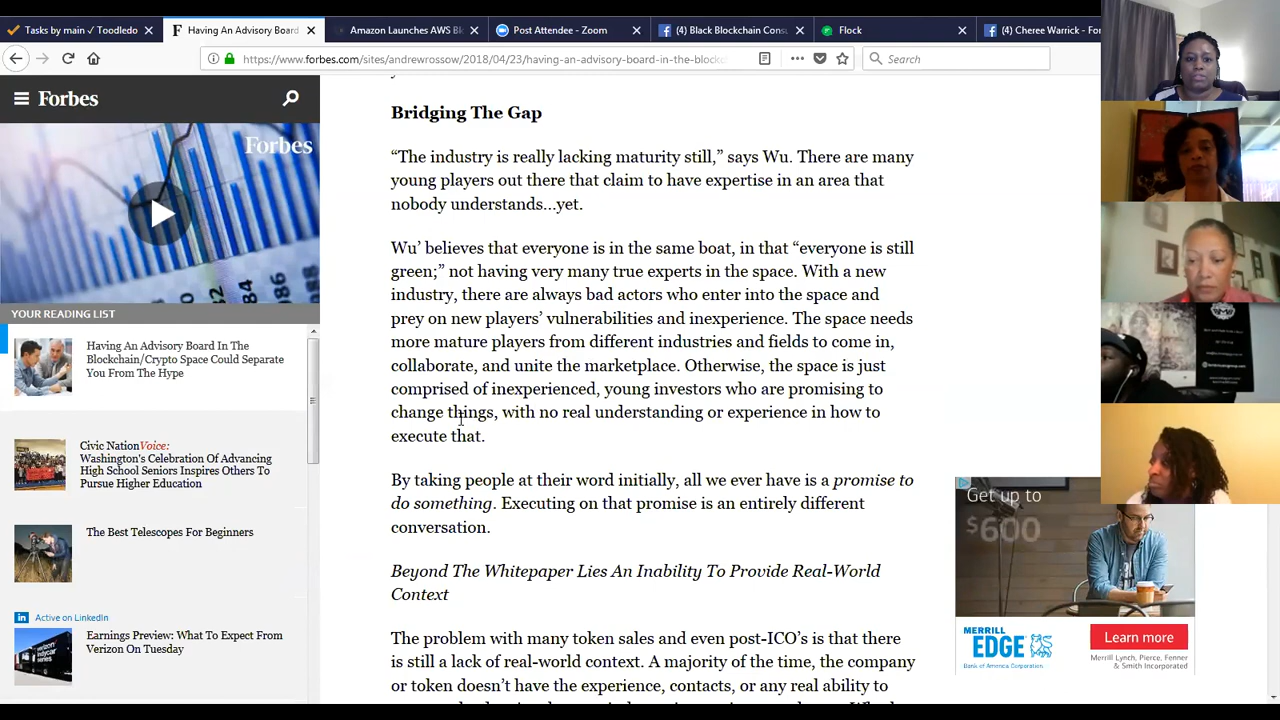 Tasks by main ✓ Toodledo
Having An Advisory Board
Amazon Launches AWS Bl
Post Attendee - Zoom
(4) Black Blockchain Cons
Flock
(4) Cheree Warrick - For
https://www.forbes.com/sites/andrewrossow/2018/04/23/having-an-advisory-board-in-the-blockc
Search
Forbes
Forbes
YOUR READING LIST
Having An Advisory Board In The
Blockchain/Crypto Space Could Separate
You From The Hype
Civic NationVoice:
Washington's Celebration Of Advancing
High School Seniors Inspires Others To
Pursue Higher Education
The Best Telescopes For Beginners
Active on LinkedIn
Earnings Preview: What To Expect From
Verizon On Tuesday
Bridging The Gap
“The industry is really lacking maturity still,” says Wu. There are many
young players out there that claim to have expertise in an area that
nobody understands...yet.
Wu’ believes that everyone is in the same boat, in that “everyone is still
green;” not having very many true experts in the space. With a new
industry, there are always bad actors who enter into the space and
prey on new players’ vulnerabilities and inexperience. The space needs
more mature players from different industries and fields to come in,
collaborate, and unite the marketplace. Otherwise, the space is just
comprised of inexperienced, young investors who are promising to
change things, with no real understanding or experience in how to
execute that.
By taking people at their word initially, all we ever have is a promise to
do something. Executing on that promise is an entirely different
conversation.
Beyond The Whitepaper Lies An Inability To Provide Real-World
Context
The problem with many token sales and even post-ICO’s is that there
is still a lack of real-world context. A majority of the time, the company
or token doesn’t have the experience, contacts, or any real ability to
Get up to
$600
MERRILL
EDGE
Bank of America Corporation.
Learn more
Merrill Lynch, Pierce, Fenner
& Smith Incorporated